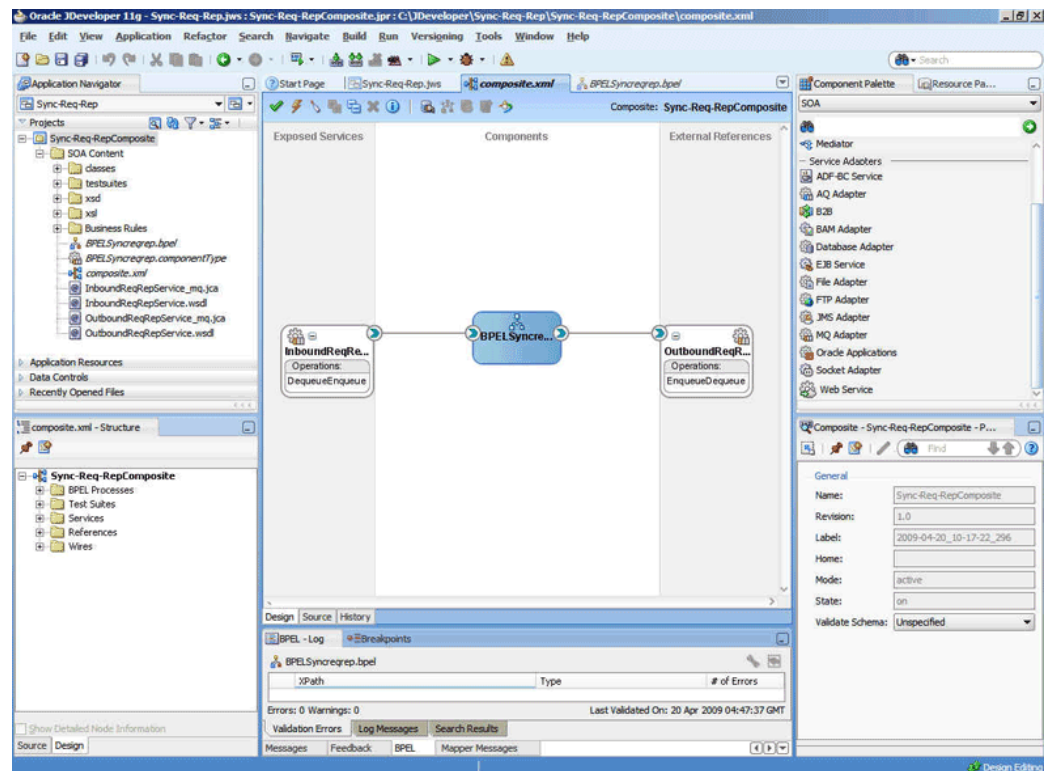 Oracle JDeveloper 11g - Sync-Req-Rep.jws : Sync-Req-RepComposite.jpr : C:\JDeveloper\Sync-Req-Rep\Sync-Req-RepComposite\composite.xml
File Edit View Application Refactor Search Navigate Build Run Versioning Tools Window Help
Search
Application Navigator
Sync-Req-Rep
Projects
Sync-Req-RepComposite
SOA Content
classes
testsuites
xsd
xsl
Business Rules
BPELSyncreqrep.bpel
BPELSyncreqrep.componentType
composite.xml
InboundReqRepService_mq.jca
InboundReqRepService.wsdl
OutboundReqRepService_mq.jca
OutboundReqRepService.wsdl
Application Resources
Data Controls
Recently Opened Files
composite.xml - Structure
Sync-Req-RepComposite
BPEL Processes
Test Suites
Services
References
Wires
Show Detailed Node Information
Source Design
Start Page Sync-Req-Rep.jws composite.xml BPELSyncreqrep.bpel
Composite: Sync-Req-RepComposite
Exposed Services Components External References
InboundReqRe...
Operations:
DequeueEnqueue
BPELSyncre...
OutboundReqR...
Operations:
EnqueueDequeue
Design Source History
BPEL - Log Breakpoints
BPELSyncreqrep.bpel
XPath Type # of Errors
Errors: 0 Warnings: 0 Last Validated On: 20 Apr 2009 04:47:37 GMT
Validation Errors Log Messages Search Results
Messages Feedback BPEL Mapper Messages
Component Palette Resource Pa...
SOA
Mediator
Service Adapters
ADF-BC Service
AQ Adapter
B2B
BAM Adapter
Database Adapter
EJB Service
File Adapter
FTP Adapter
JMS Adapter
MQ Adapter
Oracle Applications
Socket Adapter
Web Service
Composite - Sync-Req-RepComposite - P...
Find
General
Name: Sync-Req-RepComposite
Revision: 1.0
Label: 2009-04-20_10-17-22_296
Home:
Mode: active
State: on
Validate Schema: Unspecified
Design Editing